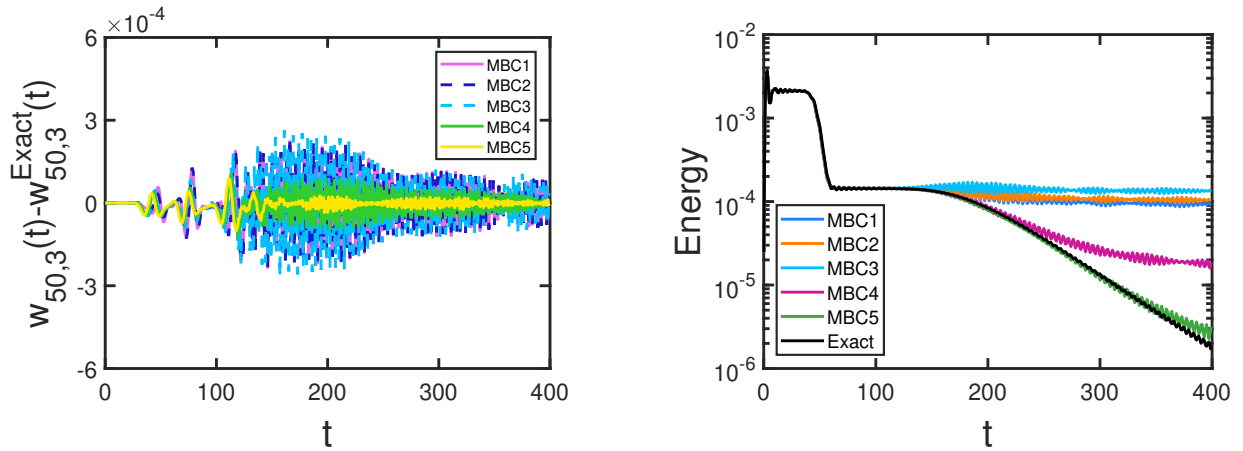 ×10⁻⁴
6
3
0
-3
-6
w₅₀,₃(t)-w₅₀,₃ᴱˣᵃᶜᵗ(t)
MBC1
MBC2
MBC3
MBC4
MBC5
0 100 200 300 400
t
10⁻²
10⁻³
10⁻⁴
10⁻⁵
10⁻⁶
Energy
MBC1
MBC2
MBC3
MBC4
MBC5
Exact
0 100 200 300 400
t